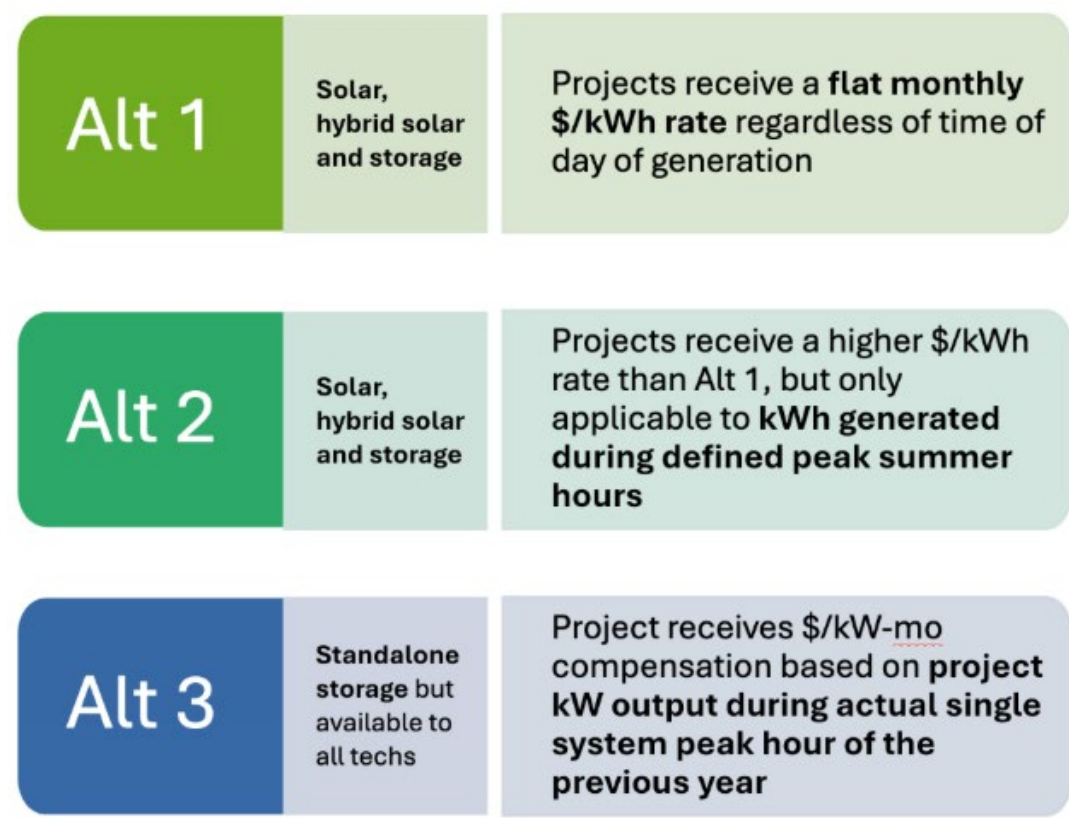 Alt 1
Solar,
hybrid solar
and storage
Projects receive a flat monthly
$/kWh rate regardless of time of
day of generation
Alt 2
Solar,
hybrid solar
and storage
Projects receive a higher $/kWh
rate than Alt 1, but only
applicable to kWh generated
during defined peak summer
hours
Alt 3
Standalone
storage but
available to
all techs
Project receives $/kW-mo
compensation based on project
kW output during actual single
system peak hour of the
previous year